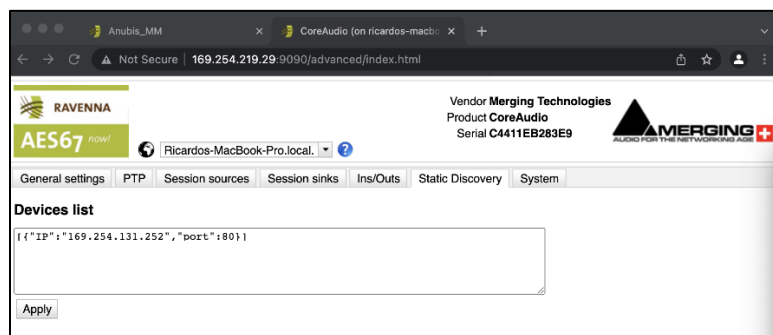 Anubis_MM
CoreAudio (on ricardos-macbo
Not Secure | 169.254.219.29:9090/advanced/index.html
RAVENNA
AES67 now!
Ricardos-MacBook-Pro.local.
Vendor Merging Technologies
Product CoreAudio
Serial C4411EB283E9
MERGING
AUDIO FOR THE NETWORKING AGE
General settings PTP Session sources Session sinks Ins/Outs Static Discovery System
Devices list
[{"IP":"169.254.131.252","port":80}]
Apply